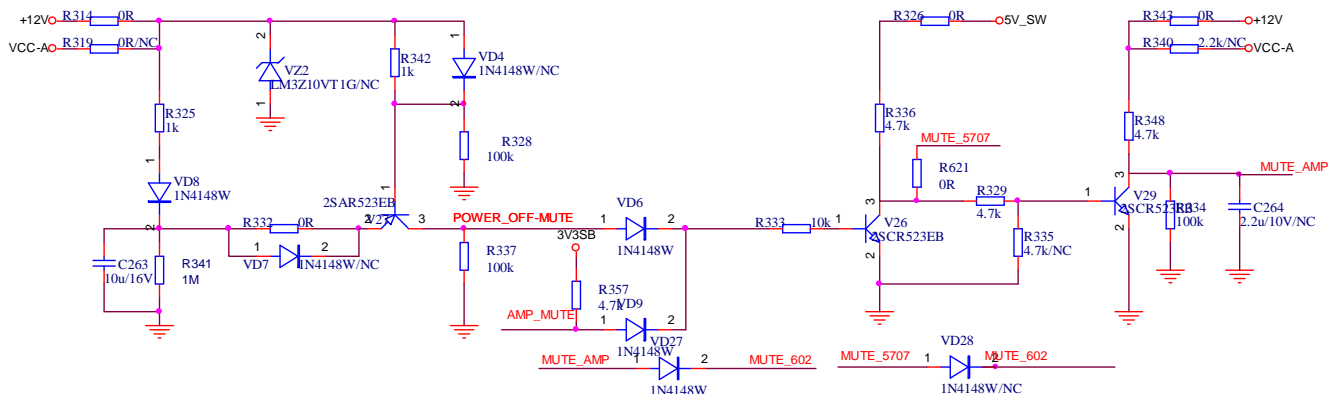 +12V
R314
0R
VCC-A
R319
0R/NC
2
VZ2
LM3Z10VT1G/NC
1
R342
1k
1
VD4
1N4148W/NC
2
R328
100k
R325
1k
1
VD8
1N4148W
2
C263
10u/16V
R341
1M
R332
0R
1
2
VD7
1N4148W/NC
2SAR523EB
1
3
POWER_OFF-MUTE
R337
100k
1
VD6
2
1N4148W
3V3SB
R357
4.7k
AMP_MUTE
1
VD9
2
1N4148W
R333
10k
1
R326
0R
5V_SW
R336
4.7k
MUTE_5707
R621
0R
3
V26
2SCR523EB
2
R329
4.7k
R335
4.7k/NC
R343
0R
+12V
R340
2.2k/NC
VCC-A
R348
4.7k
MUTE_AMP
3
1
V29
2
R334
100k
C264
2.2u/10V/NC
MUTE_AMP
1
VD27
2
MUTE_602
1N4148W
MUTE_5707
1
VD28
2
MUTE_602
1N4148W/NC